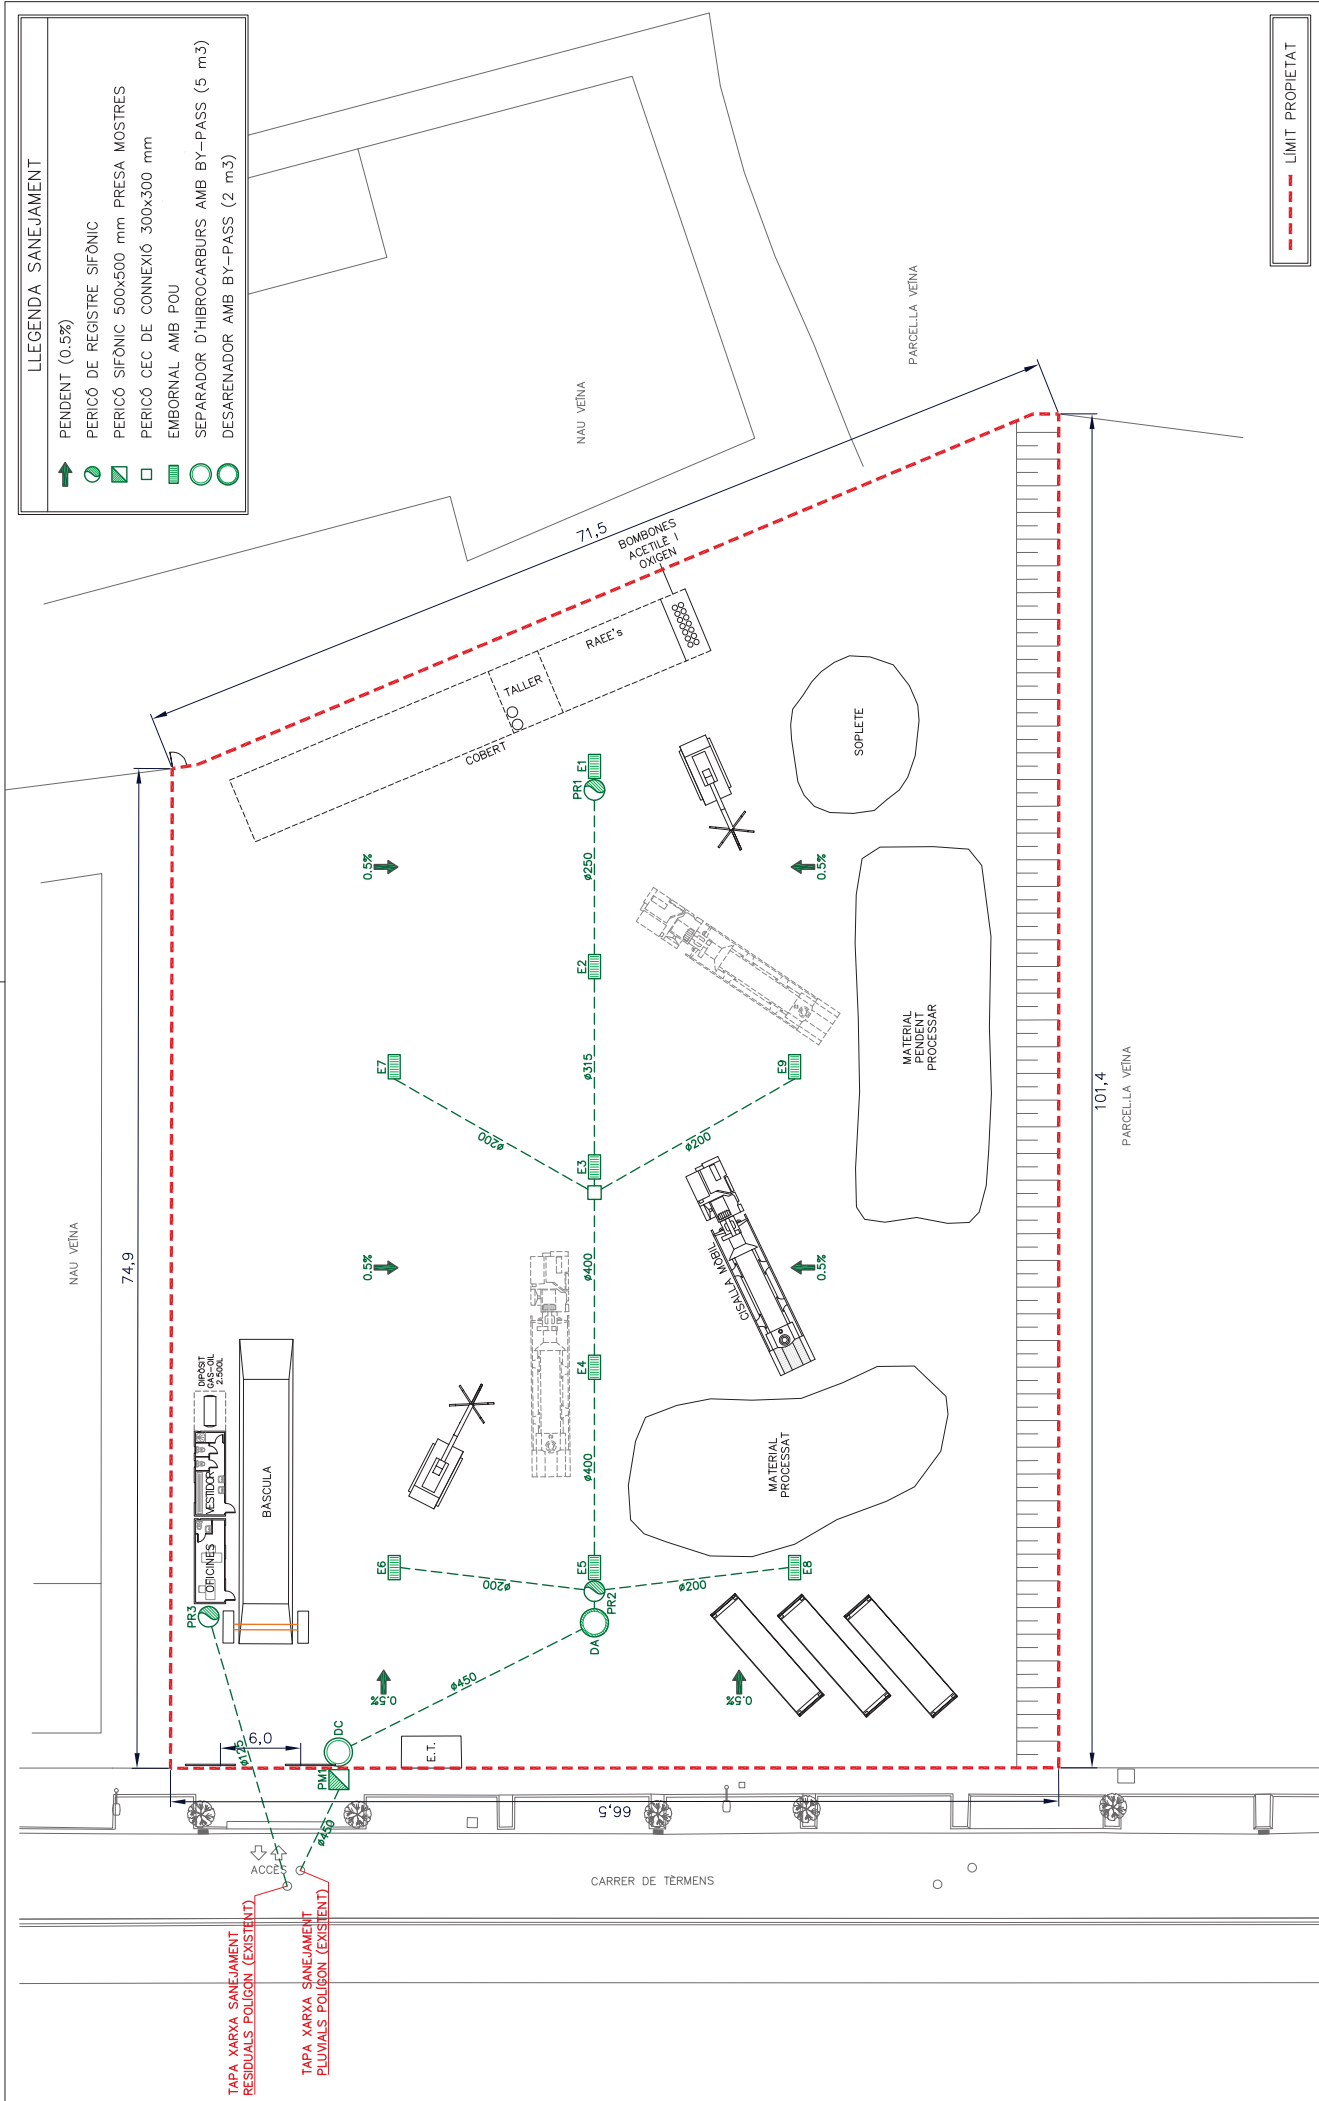 LLEGENDA SANEJAMENT
PENDENT (0.5%)
PERICÓ DE REGISTRE SIFÒNIC
PERICÓ SIFÒNIC 500x500 mm PRESA MOSTRES
PERICÓ CEC DE CONNEXIÓ 300x300 mm
EMBORNAL AMB POU
SEPARADOR D'HIBROCARBURS AMB BY-PASS (5 m3)
DESARENADOR AMB BY-PASS (2 m3)
LÍMIT PROPIETAT
NAU VEÏNA
PARCEL.LA VEÏNA
71,5
BOMBONES
ACETILÈ I
OXIGEN
RAEE's
TALLER
COBERT
SOPLETE
E1
PR1
0.5%
0.5%
ø250
E2
MATERIAL
PENDENT
PROCESSAR
E7
ø315
E9
ø200
ø200
E3
101,4
PARCEL.LA VEÏNA
NAU VEÏNA
74,9
0.5%
ø400
0.5%
CISALLA MOBIL
E4
DIPÒSIT
GAS-OIL
2.500L
VESTIDOR
OFICINES
BÀSCULA
ø400
MATERIAL
PROCESSAT
E6
E5
E8
ø200
ø200
PR2
PR3
DA
0.5%
0.5%
ø450
ø125
6,0
DC
E.T.
PM1
ø450
66,5
ACCÈS
CARRER DE TÈRMENS
TAPA XARXA SANEJAMENT
RESIDUALS POLÍGON (EXISTENT)
TAPA XARXA SANEJAMENT
PLUVIALS POLÍGON (EXISTENT)